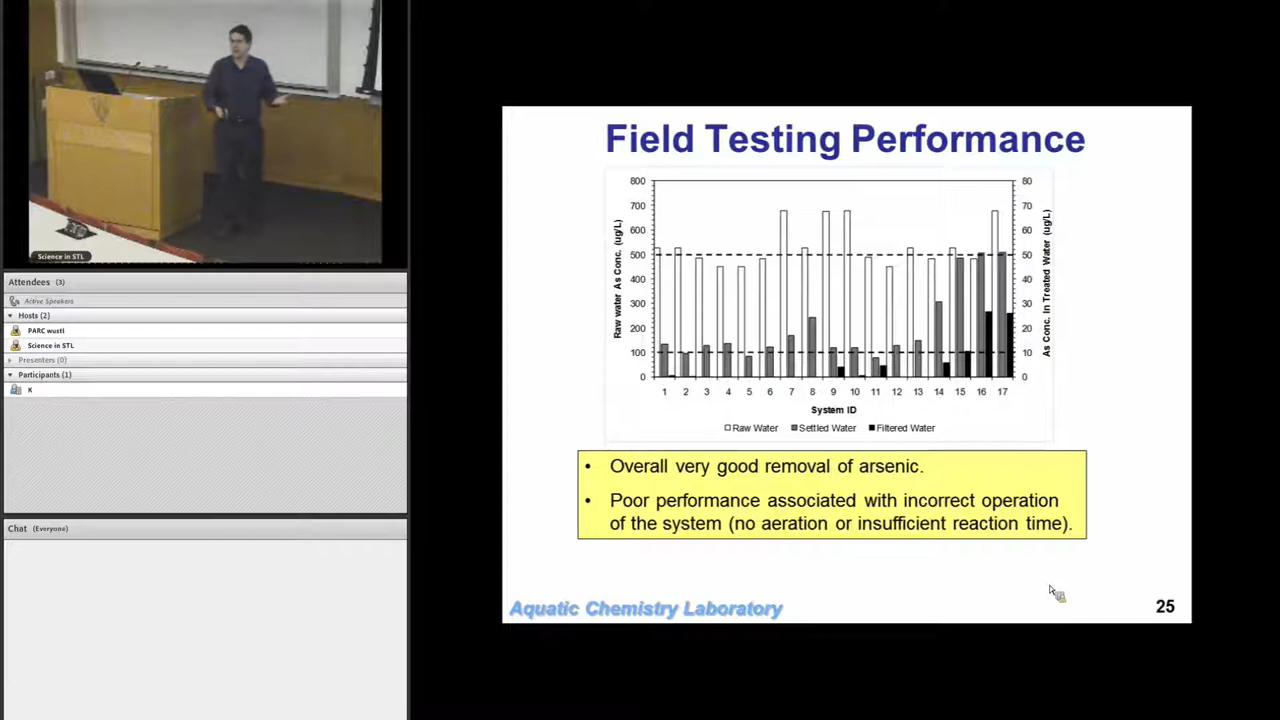 Science in STL
Attendees (3)
Active Speakers
Hosts (2)
PARC wustl
Science in STL
Presenters (0)
Participants (1)
K
Chat (Everyone)
Field Testing Performance
Raw water As Conc. (ug/L)
800
700
600
500
400
300
200
100
0
80
70
60
50
40
30
20
10
0
As Conc. In Treated Water (ug/L)
1 2 3 4 5 6 7 8 9 10 11 12 13 14 15 16 17
System ID
Raw Water Settled Water Filtered Water
• Overall very good removal of arsenic.
• Poor performance associated with incorrect operation
of the system (no aeration or insufficient reaction time).
Aquatic Chemistry Laboratory
25